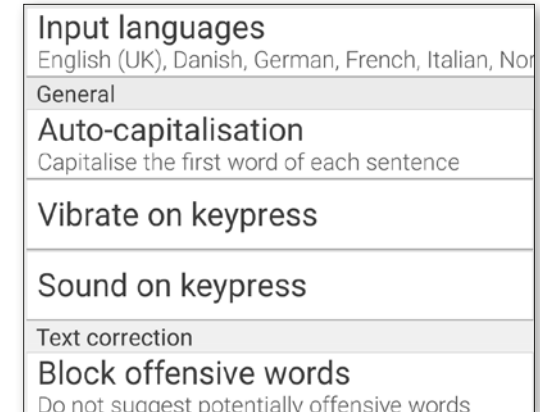 Input languages
English (UK), Danish, German, French, Italian, Nor
General
Auto-capitalisation
Capitalise the first word of each sentence
Vibrate on keypress
Sound on keypress
Text correction
Block offensive words
Do not suggest potentially offensive words